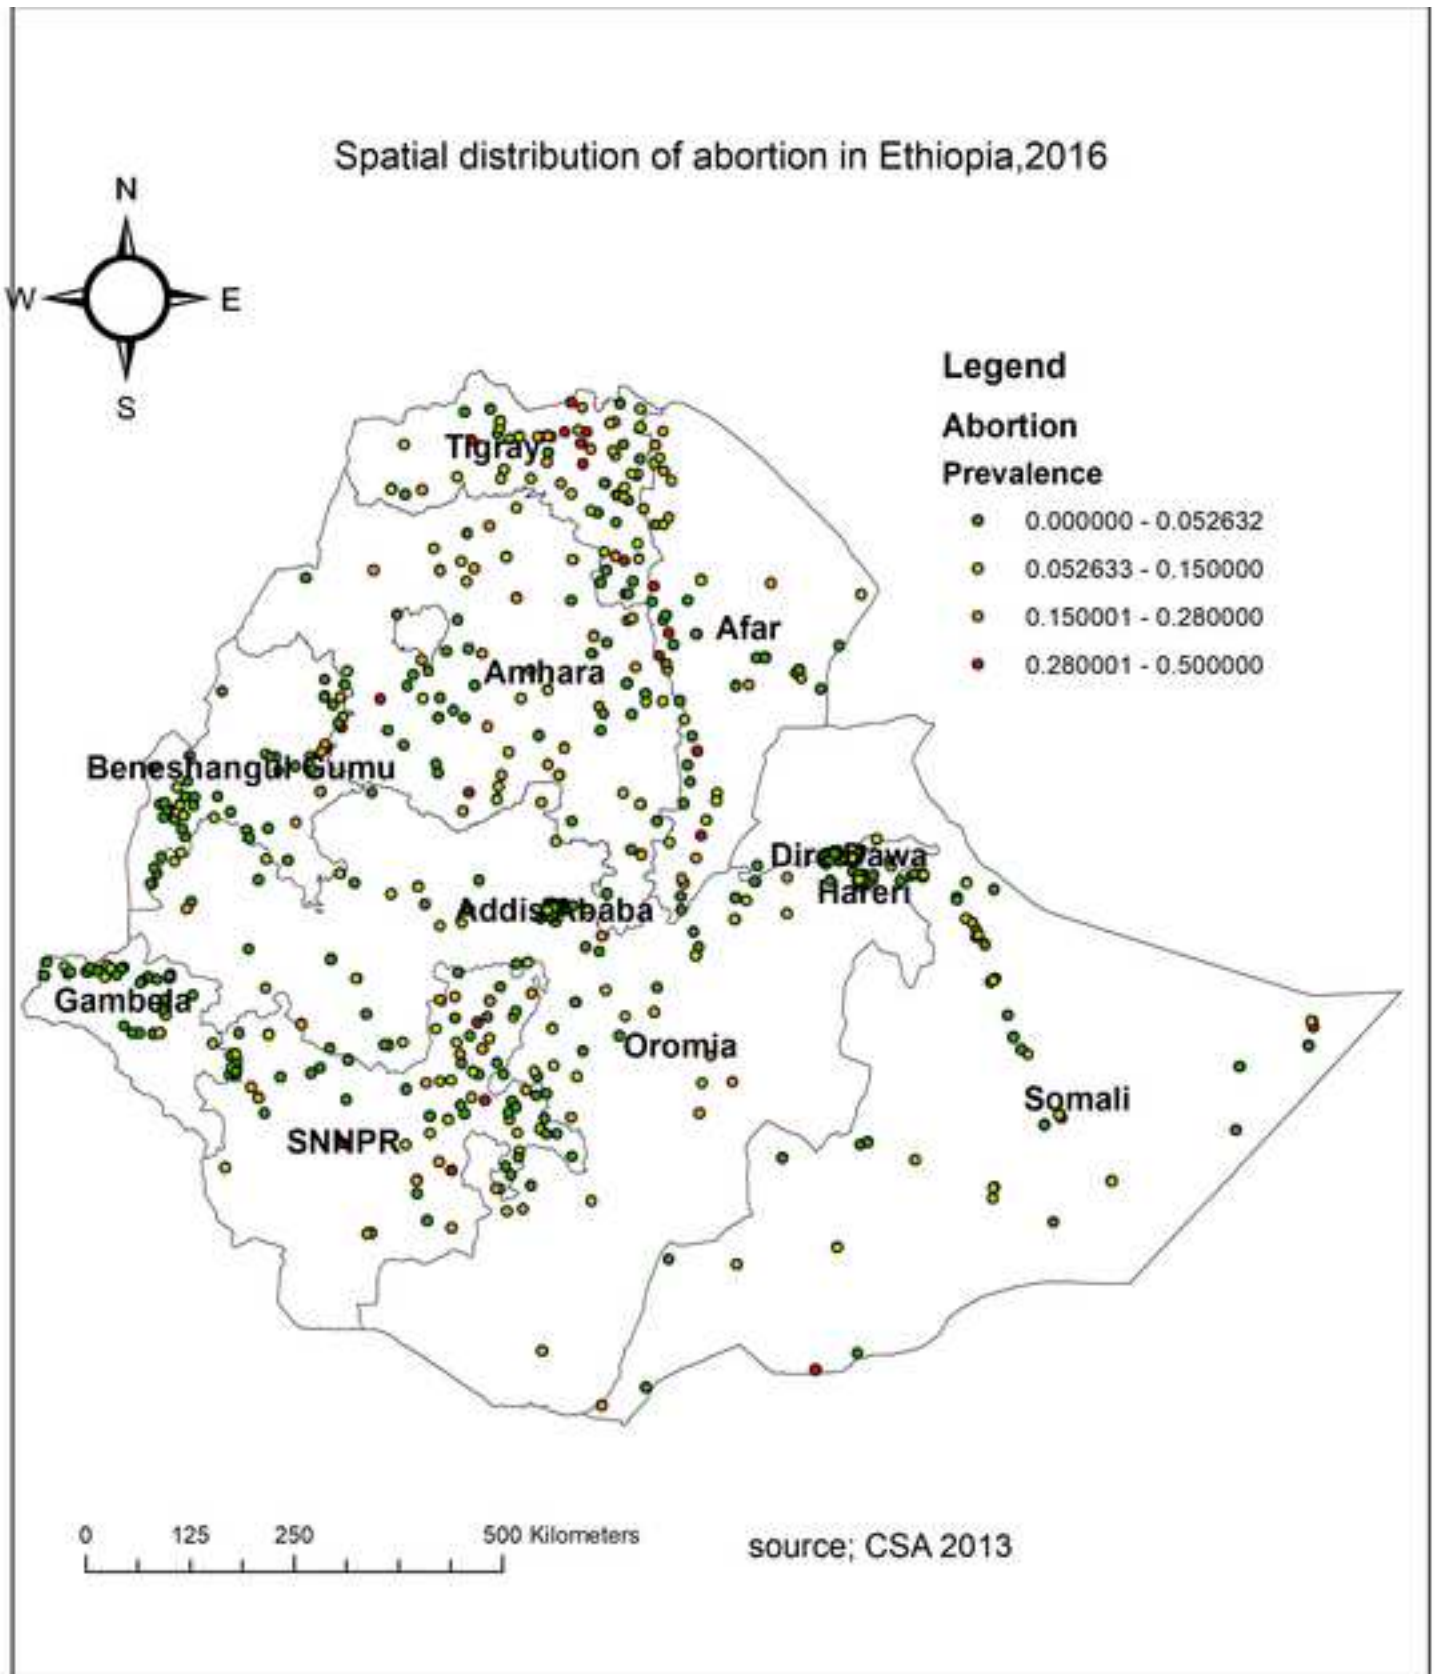 Spatial distribution of abortion in Ethiopia,2016
N
W
E
S
Legend
Abortion
Prevalence
0.000000 - 0.052632
0.052633 - 0.150000
0.150001 - 0.280000
0.280001 - 0.500000
Tigray
Afar
Amhara
Beneshangul Gumu
Dire Dawa
Hareri
Addis Ababa
Gambela
Oromia
Somali
SNNPR
0 125 250 500 Kilometers
source; CSA 2013